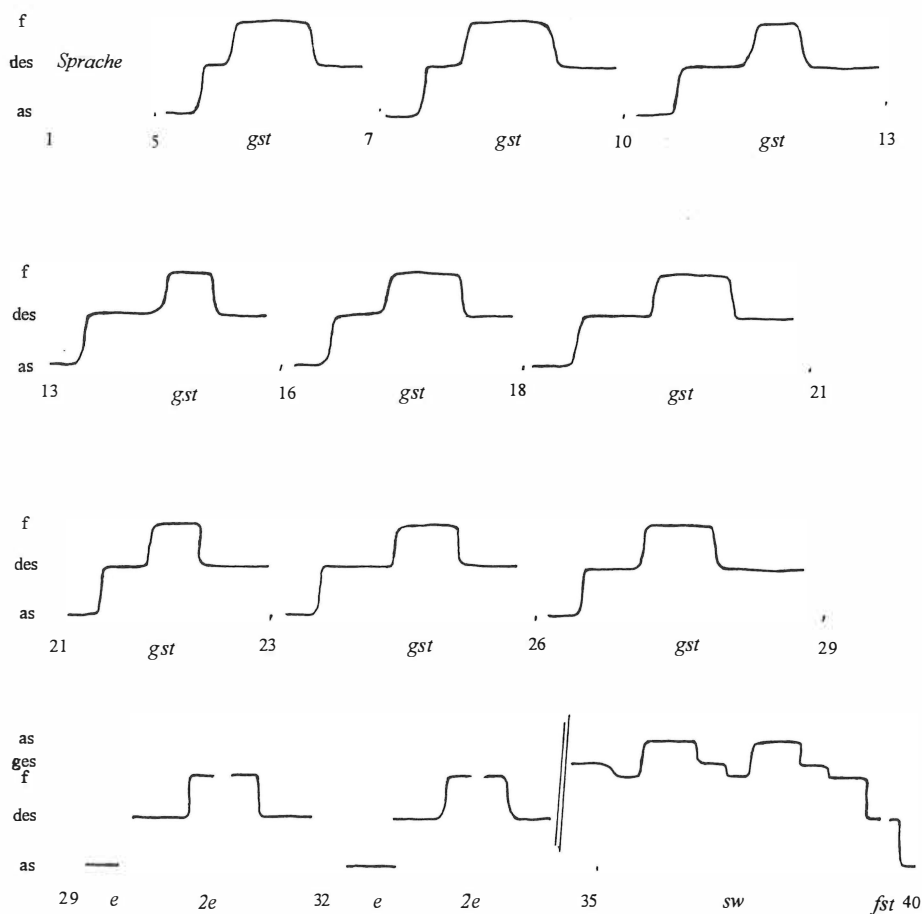 f
des Sprache
as
1 5 gst 7 gst 10 gst 13
f
des
as
13 gst 16 gst 18 gst 21
f
des
as
21 gst 23 gst 26 gst 29
as
ges
f
des
as
29 e 2e 32 e 2e 35 sw fst 40